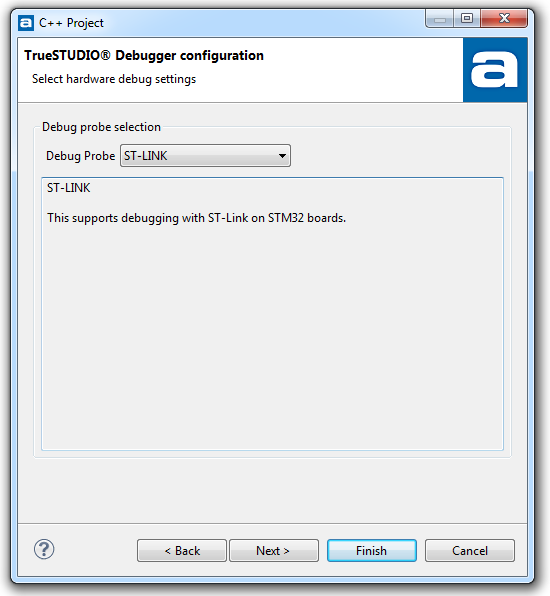 C++ Project
TrueSTUDIO® Debugger configuration
Select hardware debug settings
a
Debug probe selection
Debug Probe ST-LINK
ST-LINK
This supports debugging with ST-Link on STM32 boards.
? < Back Next > Finish Cancel